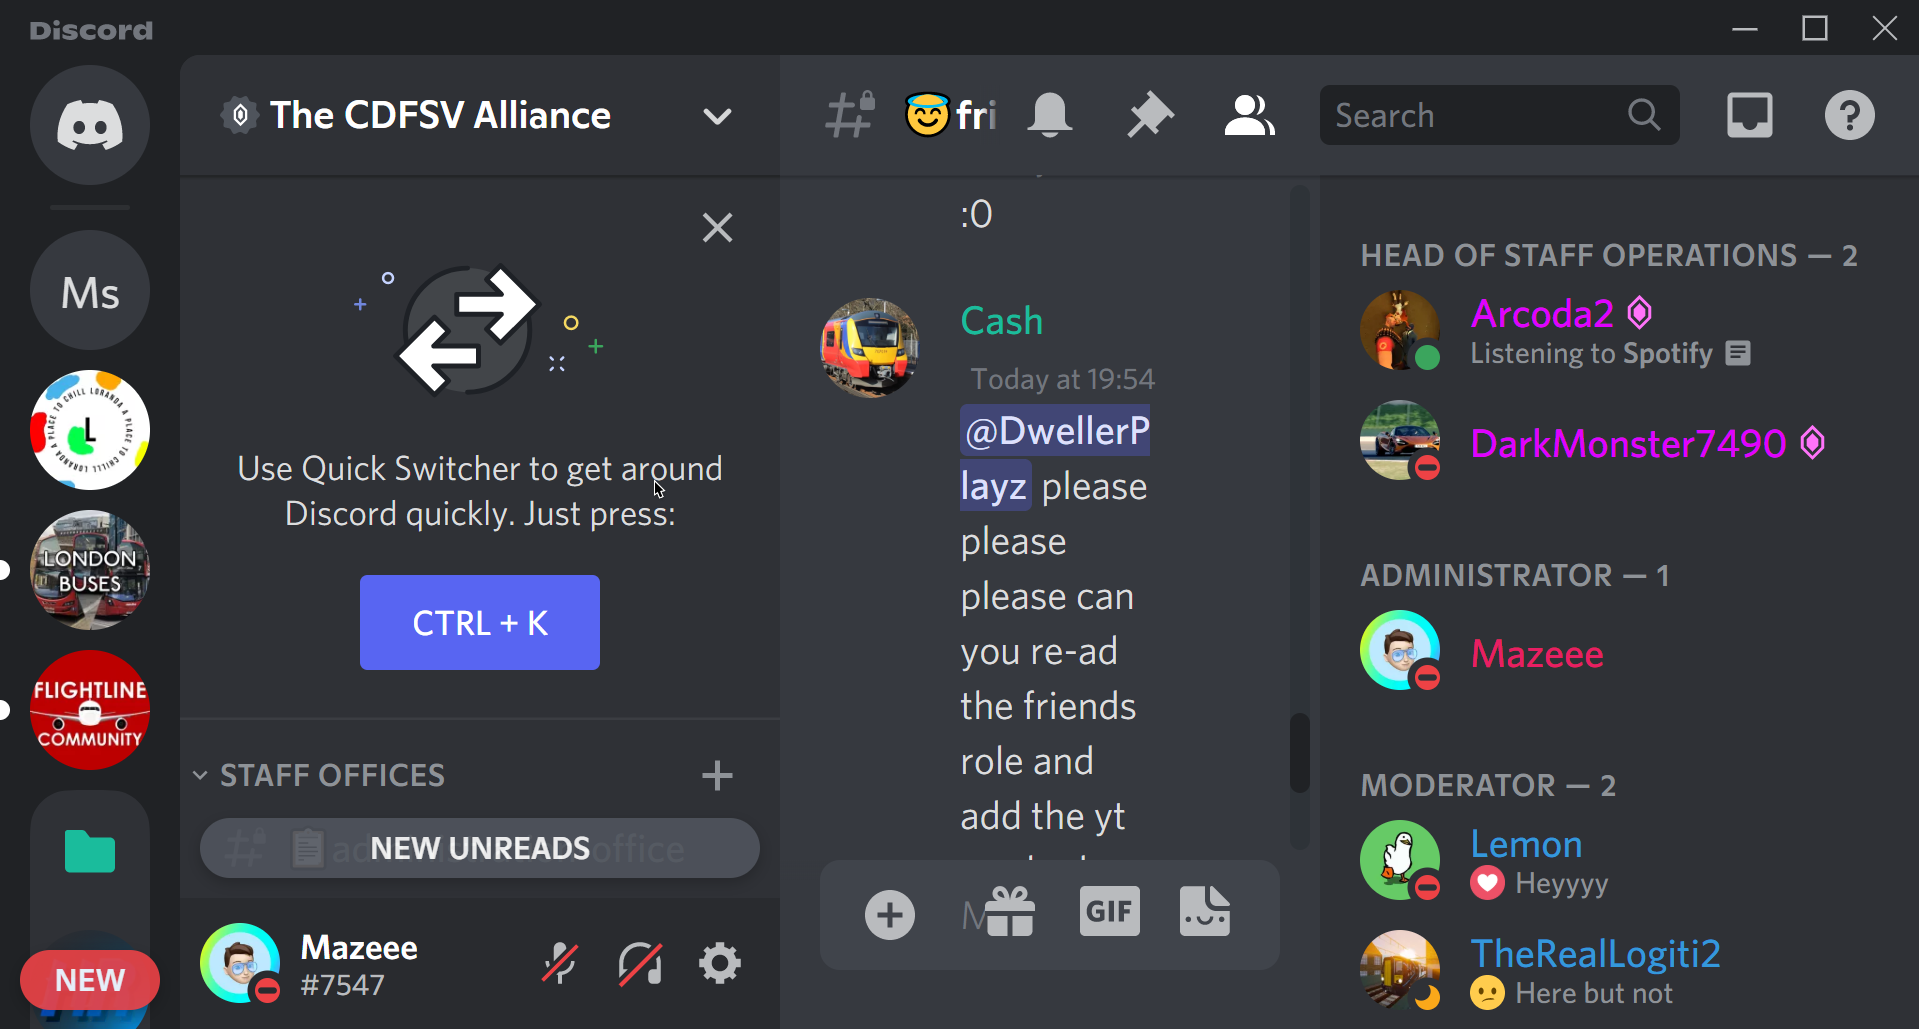 Discord
Ms
L
LONDON
BUSES
FLIGHTLINE
COMMUNITY
NEW
The CDFSV Alliance
Use Quick Switcher to get around
Discord quickly. Just press:
CTRL + K
STAFF OFFICES
NEW UNREADS
office
Mazeee
#7547
fri
Search
:0
Cash
Today at 19:54
@DwellerP
layz please
please
please can
you re-ad
the friends
role and
add the yt
M
GIF
HEAD OF STAFF OPERATIONS — 2
Arcoda2
Listening to Spotify
DarkMonster7490
ADMINISTRATOR — 1
Mazeee
MODERATOR — 2
Lemon
Heyyyy
TheRealLogiti2
Here but not